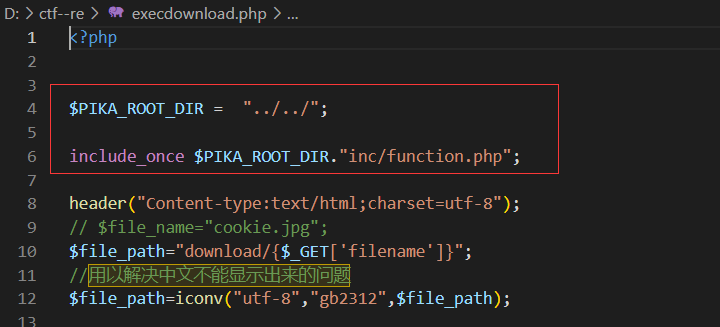 D: > ctf--re > execdownload.php > ...
1 <?php
2
3
4 $PIKA_ROOT_DIR =  "../../";
5
6 include_once $PIKA_ROOT_DIR."inc/function.php";
7
8 header("Content-type:text/html;charset=utf-8");
9 // $file_name="cookie.jpg";
10 $file_path="download/{$_GET['filename']}";
11 //用以解决中文不能显示出来的问题
12 $file_path=iconv("utf-8","gb2312",$file_path);
13